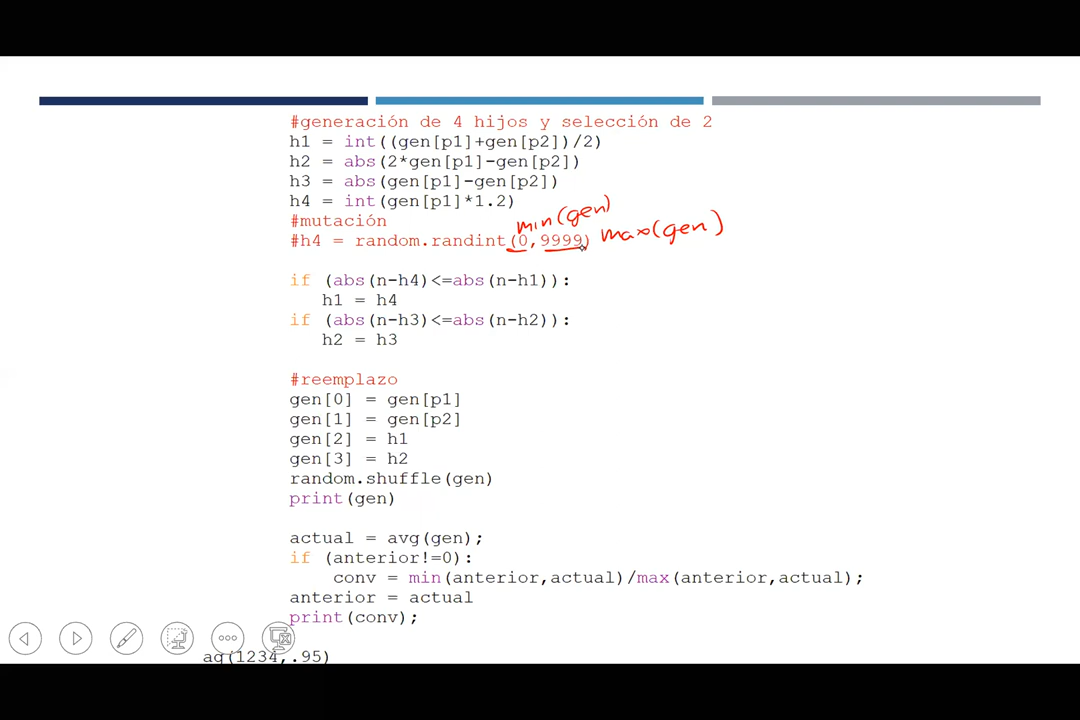 #generación de 4 hijos y selección de 2
h1 = int((gen[p1]+gen[p2])/2)
h2 = abs(2*gen[p1]-gen[p2])
h3 = abs(gen[p1]-gen[p2])
h4 = int(gen[p1]*1.2)
#mutación
min(gen)
#h4 = random.randint(0,9999) max(gen)
if (abs(n-h4)<=abs(n-h1)):
h1 = h4
if (abs(n-h3)<=abs(n-h2)):
h2 = h3
#reemplazo
gen[0] = gen[p1]
gen[1] = gen[p2]
gen[2] = h1
gen[3] = h2
random.shuffle(gen)
print(gen)
actual = avg(gen);
if (anterior!=0):
conv = min(anterior,actual)/max(anterior,actual);
anterior = actual
print(conv);
ag(1234,.95)